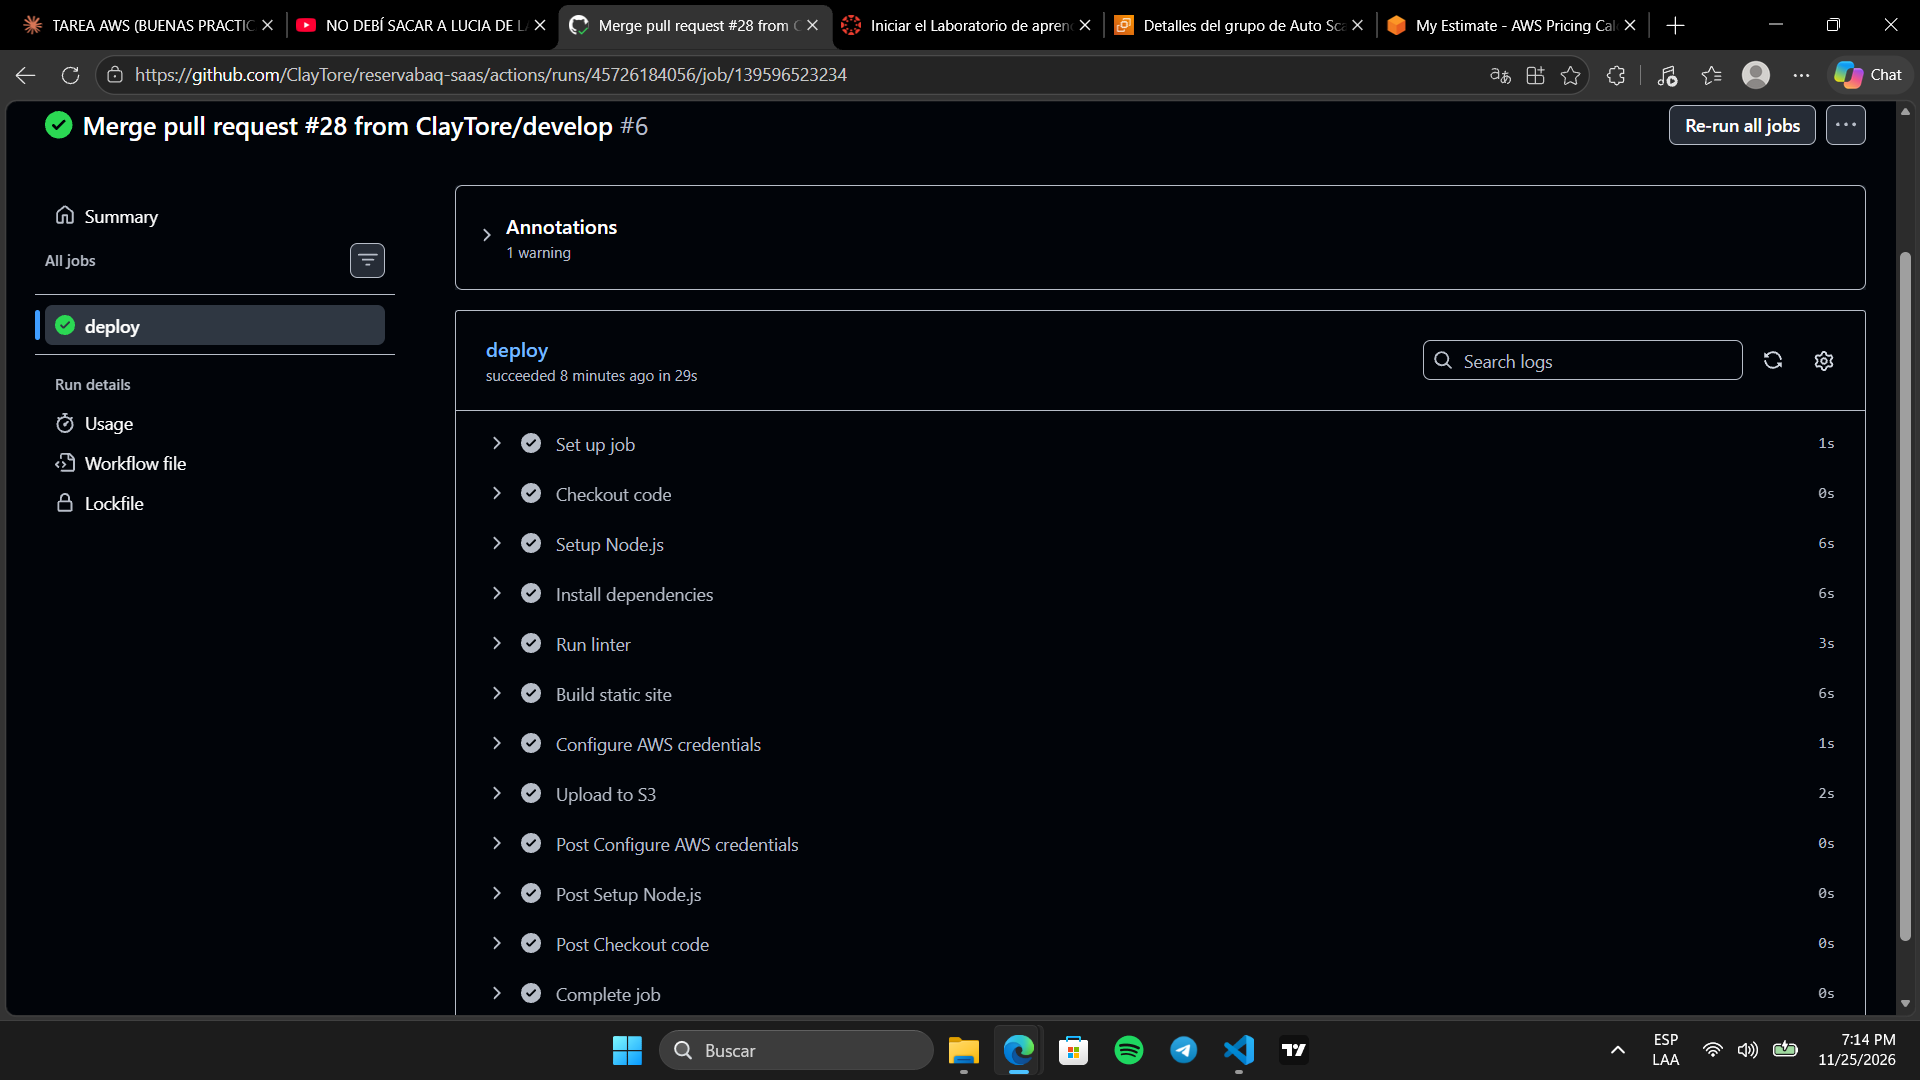 TAREA AWS (BUENAS PRACTIC
NO DEBÍ SACAR A LUCIA DE L
Merge pull request #28 from C
Iniciar el Laboratorio de apren
Detalles del grupo de Auto Sca
My Estimate - AWS Pricing Cal
https://github.com/ClayTore/reservabaq-saas/actions/runs/45726184056/job/139596523234
Chat
Merge pull request #28 from ClayTore/develop #6
Re-run all jobs
Summary
All jobs
deploy
Run details
Usage
Workflow file
Lockfile
Annotations
1 warning
deploy
succeeded 8 minutes ago in 29s
Search logs
Set up job 1s
Checkout code 0s
Setup Node.js 6s
Install dependencies 6s
Run linter 3s
Build static site 6s
Configure AWS credentials 1s
Upload to S3 2s
Post Configure AWS credentials 0s
Post Setup Node.js 0s
Post Checkout code 0s
Complete job 0s
Buscar
ESP
LAA
7:14 PM
11/25/2026